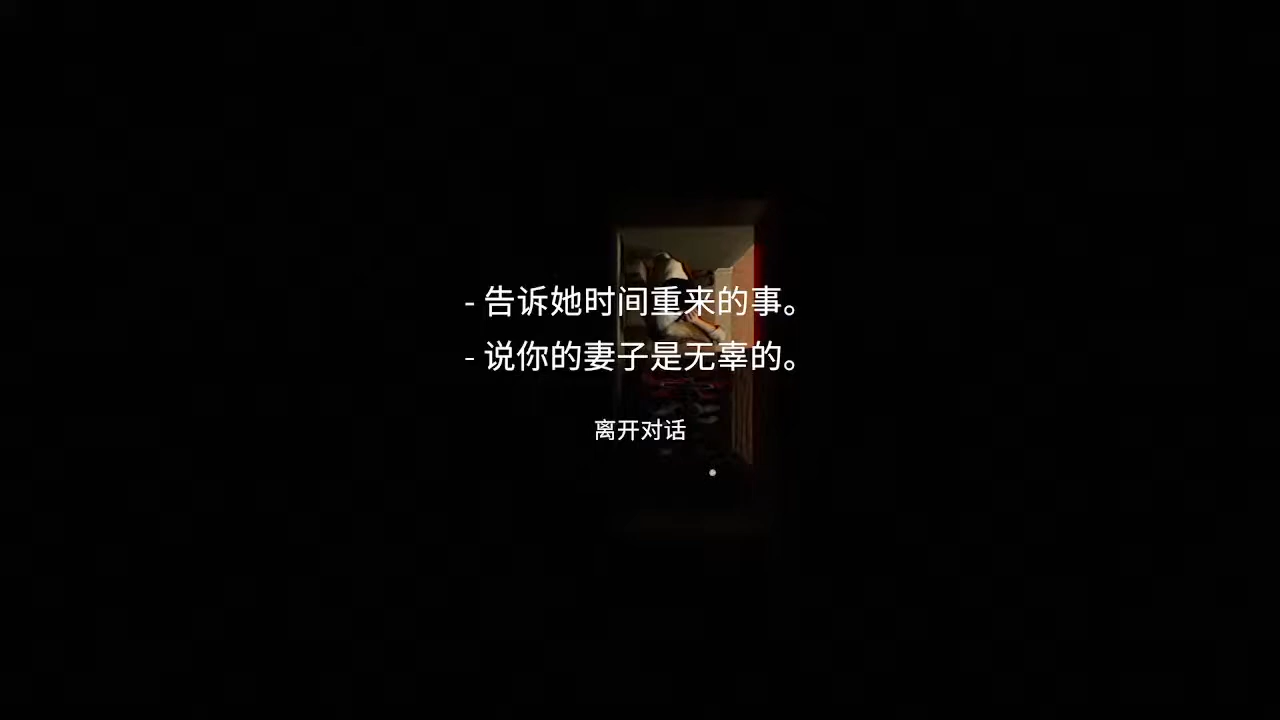 - 告诉她时间重来的事。
- 说你的妻子是无辜的。
离开对话